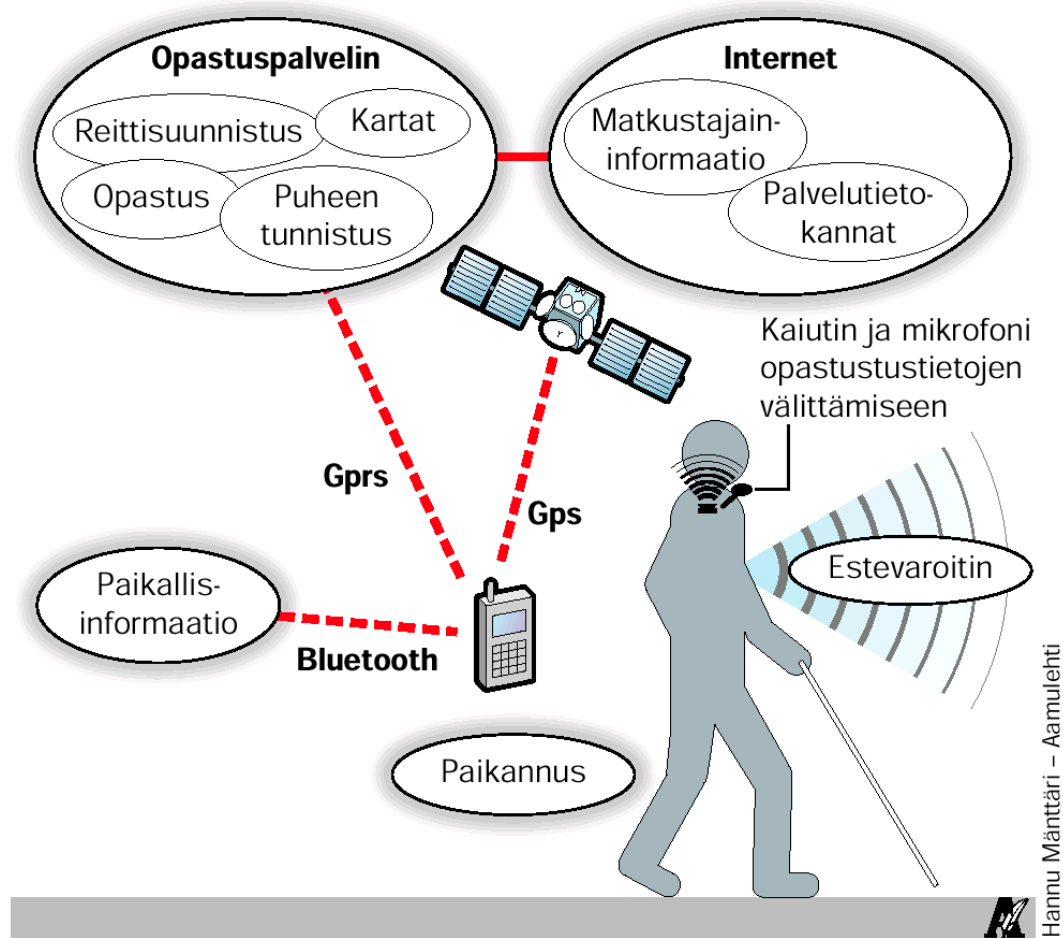 Opastuspalvelin
Reittisuunnistus
Kartat
Opastus
Puheen
tunnistus
Internet
Matkustajain-
informaatio
Palvelutieto-
kannat
Kaiutin ja mikrofoni
opastustustietojen
välittämiseen
Gprs
Gps
Estevaroitin
Paikallis-
informaatio
Bluetooth
Paikannus
Hannu Mänttäri – Aamulehti
A